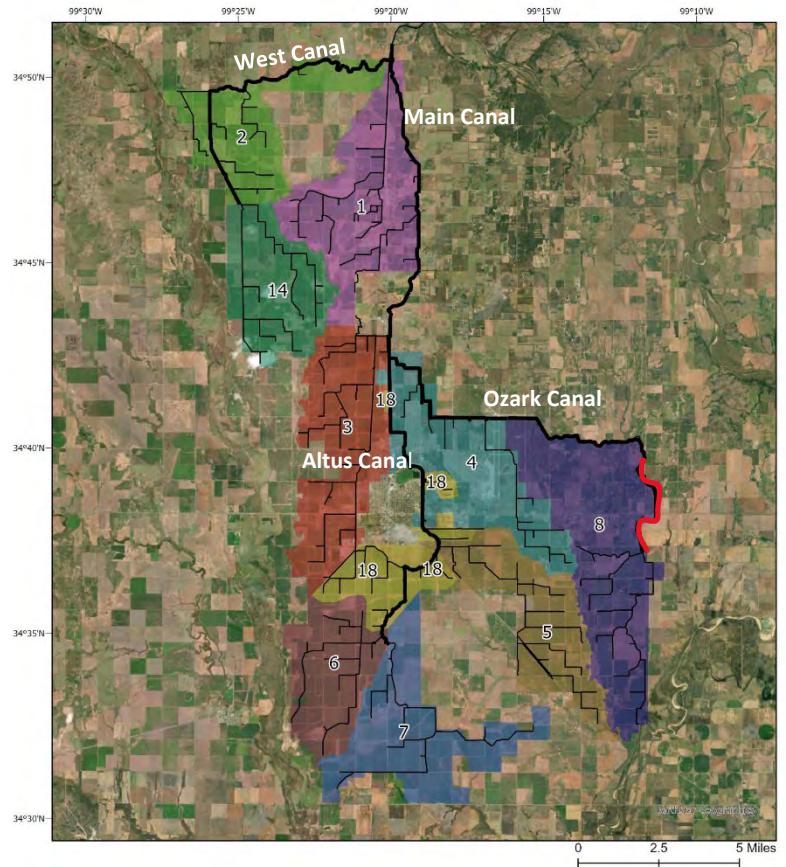 99°30'W 99°25'W 99°20'W 99°15'W 99°10'W
34°50'N
West Canal
Main Canal
2
1
34°45'N
14
Ozark Canal
18
3
34°40'N
Altus Canal
4
18
8
18
18
34°35'N
5
6
7
34°30'N
0 2.5 5 Miles